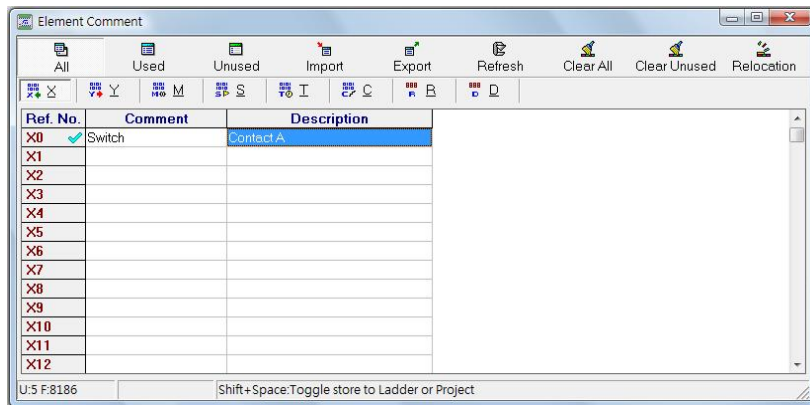 Element Comment
All Used Unused Import Export Refresh Clear All Clear Unused Relocation
X Y M S T C R D
Ref. No. Comment Description
X0 Switch Contact A
X1
X2
X3
X4
X5
X6
X7
X8
X9
X10
X11
X12
U:5 F:8186 Shift+Space:Toggle store to Ladder or Project